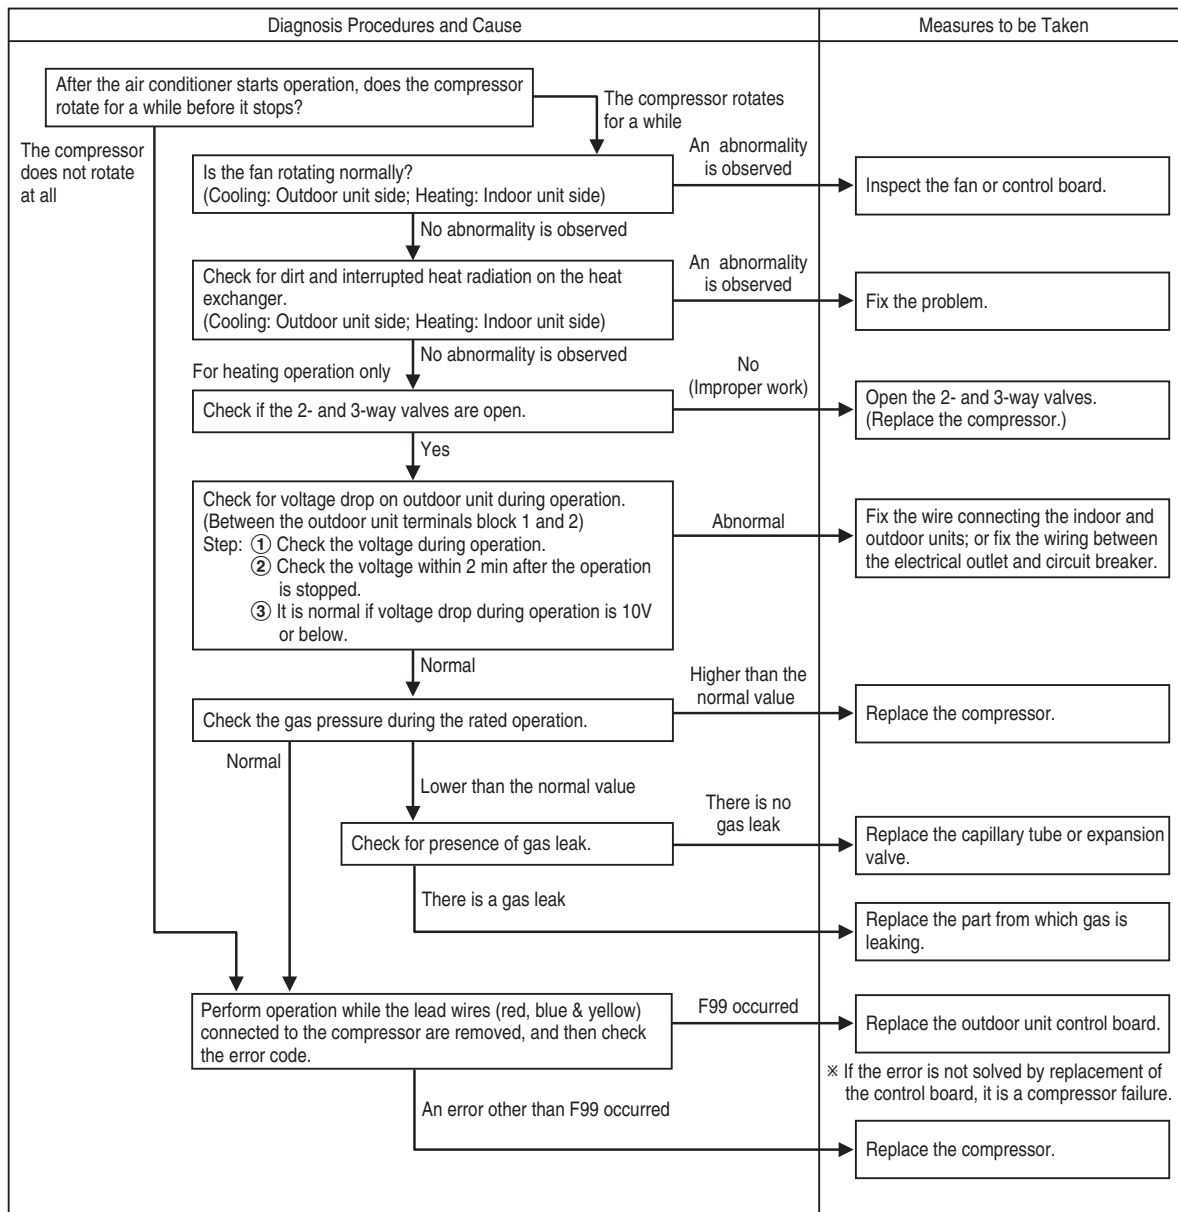 Diagnosis Procedures and Cause
Measures to be Taken
After the air conditioner starts operation, does the compressor
rotate for a while before it stops?
The compressor rotates
for a while
The compressor
does not rotate
at all
An abnormality
is observed
Is the fan rotating normally?
(Cooling: Outdoor unit side; Heating: Indoor unit side)
Inspect the fan or control board.
No abnormality is observed
An abnormality
is observed
Check for dirt and interrupted heat radiation on the heat
exchanger.
(Cooling: Outdoor unit side; Heating: Indoor unit side)
Fix the problem.
No abnormality is observed
For heating operation only
No
(Improper work)
Check if the 2- and 3-way valves are open.
Open the 2- and 3-way valves.
(Replace the compressor.)
Yes
Check for voltage drop on outdoor unit during operation.
(Between the outdoor unit terminals block 1 and 2)
Step: ① Check the voltage during operation.
② Check the voltage within 2 min after the operation
is stopped.
③ It is normal if voltage drop during operation is 10V
or below.
Abnormal
Fix the wire connecting the indoor and
outdoor units; or fix the wiring between
the electrical outlet and circuit breaker.
Normal
Higher than the
normal value
Check the gas pressure during the rated operation.
Replace the compressor.
Normal
Lower than the normal value
There is no
gas leak
Check for presence of gas leak.
Replace the capillary tube or expansion
valve.
There is a gas leak
Replace the part from which gas is
leaking.
Perform operation while the lead wires (red, blue & yellow)
connected to the compressor are removed, and then check
the error code.
F99 occurred
Replace the outdoor unit control board.
※ If the error is not solved by replacement of
the control board, it is a compressor failure.
An error other than F99 occurred
Replace the compressor.